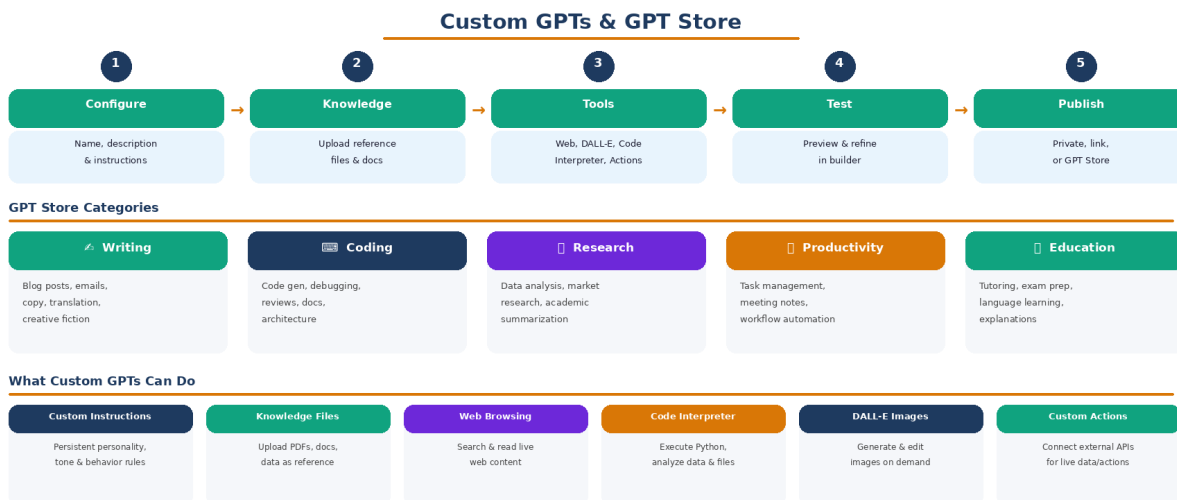 Custom GPTs & GPT Store
1
2
3
4
5
Configure
→
Knowledge
→
Tools
→
Test
→
Publish
Name, description
& instructions
Upload reference
files & docs
Web, DALL-E, Code
Interpreter, Actions
Preview & refine
in builder
Private, link,
or GPT Store
GPT Store Categories
✍ Writing
⌨ Coding
Research
Productivity
Education
Blog posts, emails,
copy, translation,
creative fiction
Code gen, debugging,
reviews, docs,
architecture
Data analysis, market
research, academic
summarization
Task management,
meeting notes,
workflow automation
Tutoring, exam prep,
language learning,
explanations
What Custom GPTs Can Do
Custom Instructions
Knowledge Files
Web Browsing
Code Interpreter
DALL-E Images
Custom Actions
Persistent personality,
tone & behavior rules
Upload PDFs, docs,
data as reference
Search & read live
web content
Execute Python,
analyze data & files
Generate & edit
images on demand
Connect external APIs
for live data/actions